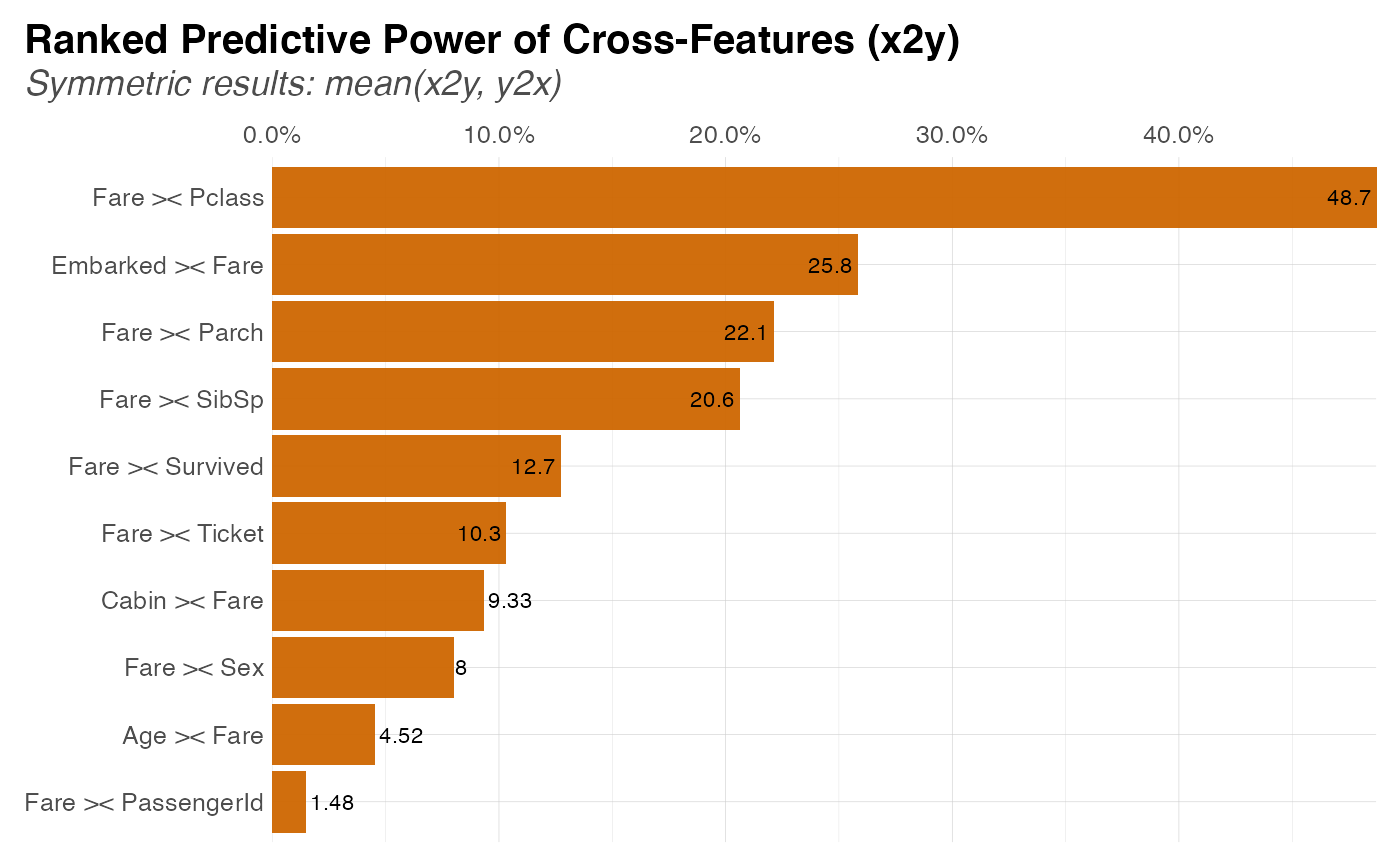 Ranked Predictive Power of Cross-Features (x2y)
Symmetric results: mean(x2y, y2x)
0.0% 10.0% 20.0% 30.0% 40.0%
Fare >< Pclass 48.7
Embarked >< Fare 25.8
Fare >< Parch 22.1
Fare >< SibSp 20.6
Fare >< Survived 12.7
Fare >< Ticket 10.3
Cabin >< Fare 9.33
Fare >< Sex 8
Age >< Fare 4.52
Fare >< PassengerId 1.48